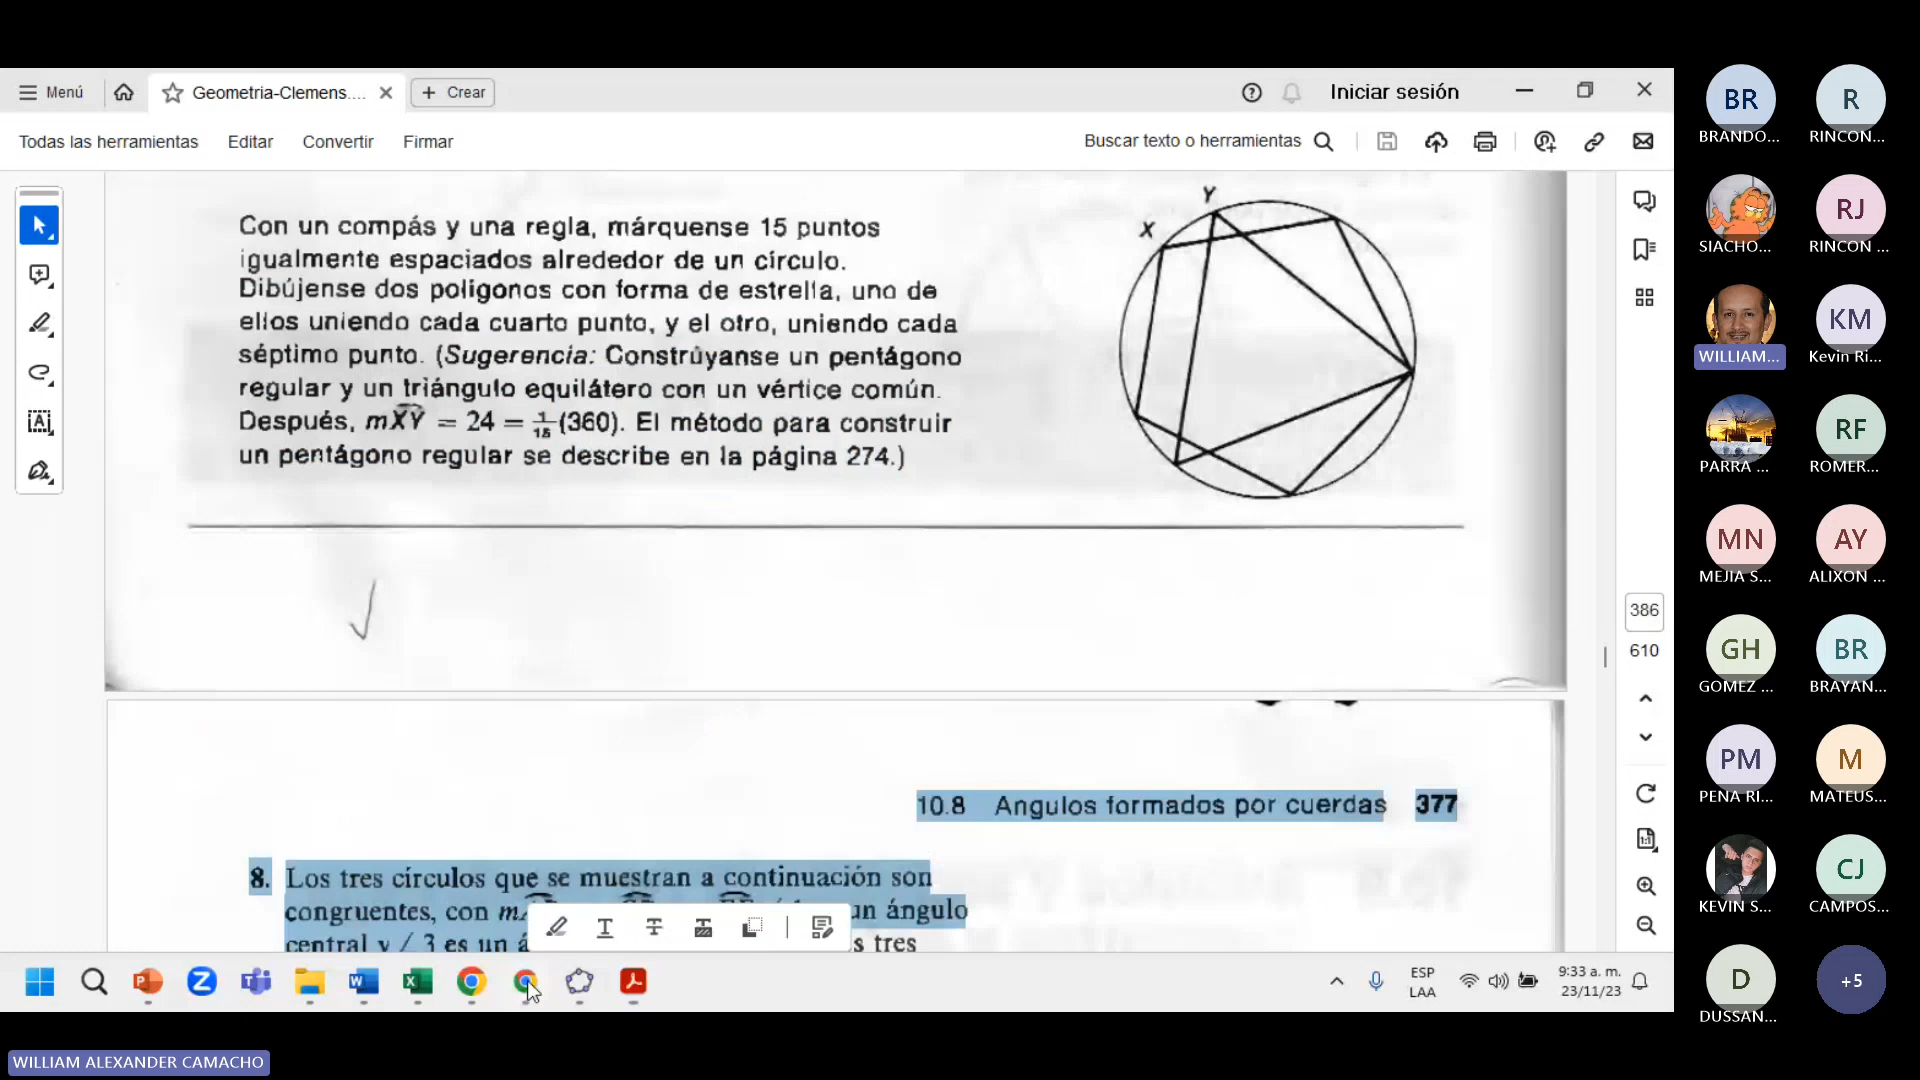 Menú
Geometria-Clemens....
Crear
Iniciar sesión
Todas las herramientas
Editar
Convertir
Firmar
Buscar texto o herramientas
Con un compás y una regla, márquense 15 puntos
igualmente espaciados alrededor de un círculo.
Dibújense dos polígonos con forma de estrella, uno de
ellos uniendo cada cuarto punto, y el otro, uniendo cada
séptimo punto. (Sugerencia: Constrúyanse un pentágono
regular y un triángulo equilátero con un vértice común.
Después, mXY = 24 = 1/15(360). El método para construir
un pentágono regular se describe en la página 274.)
Y
X
386
610
10.8 Angulos formados por cuerdas 377
8. Los tres círculos que se muestran a continuación son
congruentes, con
un ángulo
central y ∠ 3 es un
s tres
ESP
LAA
9:33 a. m.
23/11/23
BR
BRANDO...
R
RINCON...
SIACHO...
RJ
RINCON ...
WILLIAM...
KM
Kevin Ri...
PARRA ...
RF
ROMER...
MN
MEJIA S...
AY
ALIXON ...
GH
GOMEZ ...
BR
BRAYAN...
PM
PENA RI...
M
MATEUS...
KEVIN S...
CJ
CAMPOS...
D
DUSSAN...
+5
WILLIAM ALEXANDER CAMACHO